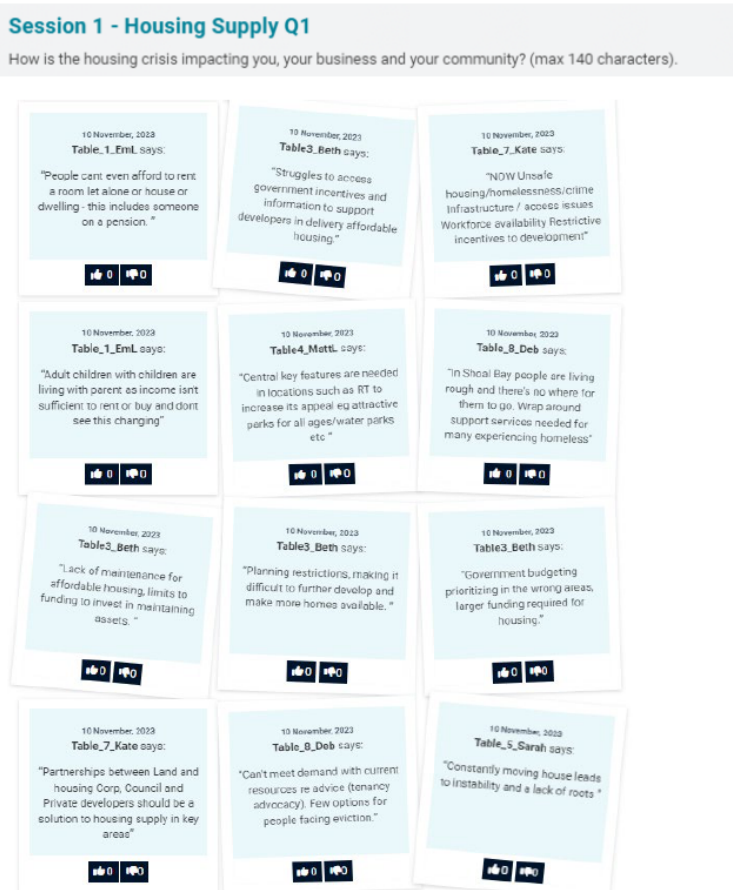 Session 1 - Housing Supply Q1
How is the housing crisis impacting you, your business and your community? (max 140 characters).
10 November, 2023
Table_1_EmL says:
"People cant even afford to rent
a room let alone or house or
dwelling - this includes someone
on a pension. "
0 0
10 November, 2023
Table3_Beth says:
"Struggles to access
government incentives and
information to support
developers in delivery affordable
housing."
0 0
10 November, 2023
Table_7_Kate says:
"NOW Unsafe
housing/homelessness/crime
Infrastructure / access issues
Workforce availability Restrictive
incentives to development"
0 0
10 November, 2023
Table_1_EmL says:
"Adult children with children are
living with parent as income isn't
sufficient to rent or buy and dont
see this changing"
0 0
10 November, 2023
Table4_MattL says:
"Central key features are needed
in locations such as RT to
increase its appeal eg attractive
parks for all ages/water parks
etc "
0 0
10 November, 2023
Table_8_Deb says:
"In Shoal Bay people are living
rough and there's no where for
them to go. Wrap around
support services needed for
many experiencing homeless"
0 0
10 November, 2023
Table3_Beth says:
"Lack of maintenance for
affordable housing, limits to
funding to invest in maintaining
assets. "
0 0
10 November, 2023
Table3_Beth says:
"Planning restrictions, making it
difficult to further develop and
make more homes available. "
0 0
10 November, 2023
Table3_Beth says:
"Government budgeting
prioritizing in the wrong areas,
larger funding required for
housing."
0 0
10 November, 2023
Table_7_Kate says:
"Partnerships between Land and
housing Corp, Council and
Private developers should be a
solution to housing supply in key
areas"
0 0
10 November, 2023
Table_8_Deb says:
"Can't meet demand with current
resources re advice (tenancy
advocacy). Few options for
people facing eviction."
0 0
10 November, 2023
Table_5_Sarah says:
"Constantly moving house leads
to instability and a lack of roots "
0 0